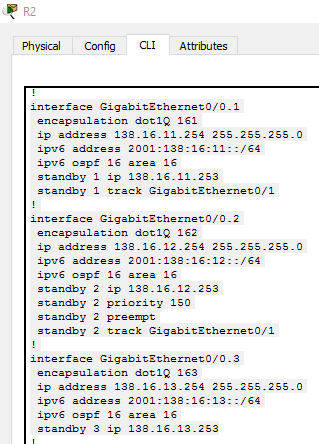 R2
Physical Config CLI Attributes
!
interface GigabitEthernet0/0.1
encapsulation dot1Q 161
ip address 138.16.11.254 255.255.255.0
ipv6 address 2001:138:16:11::/64
ipv6 ospf 16 area 16
standby 1 ip 138.16.11.253
standby 1 track GigabitEthernet0/1
!
interface GigabitEthernet0/0.2
encapsulation dot1Q 162
ip address 138.16.12.254 255.255.255.0
ipv6 address 2001:138:16:12::/64
ipv6 ospf 16 area 16
standby 2 ip 138.16.12.253
standby 2 priority 150
standby 2 preempt
standby 2 track GigabitEthernet0/1
!
interface GigabitEthernet0/0.3
encapsulation dot1Q 163
ip address 138.16.13.254 255.255.255.0
ipv6 address 2001:138:16:13::/64
ipv6 ospf 16 area 16
standby 3 ip 138.16.13.253
!